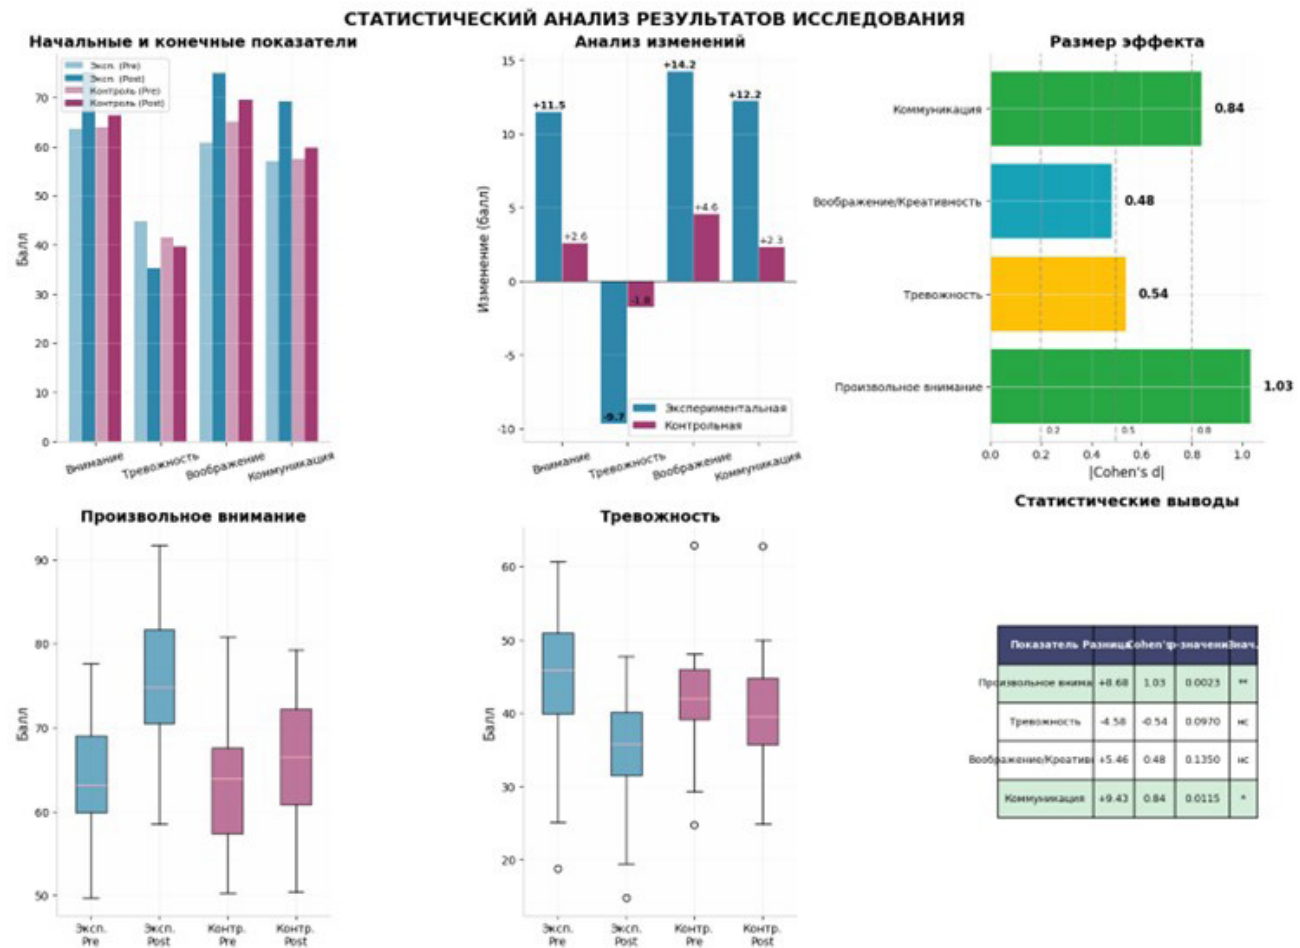 СТАТИСТИЧЕСКИЙ АНАЛИЗ РЕЗУЛЬТАТОВ ИССЛЕДОВАНИЯ
Начальные и конечные показатели
Эксп. (Pre)
Эксп. (Post)
Контроль (Pre)
Контроль (Post)
Балл
70
60
50
40
30
20
10
0
Внимание
Тревожность
Воображение
Коммуникация
Анализ изменений
Изменение (балл)
15
10
5
0
-5
-10
+11.5
+2.6
-9.7
-1.8
+14.2
+4.6
+12.2
+2.3
Экспериментальная
Контрольная
Внимание
Тревожность
Воображение
Коммуникация
Размер эффекта
Коммуникация
0.84
Воображение/Креативность
0.48
Тревожность
0.54
Произвольное внимание
1.03
0.2 0.5 0.8
0.0 0.2 0.4 0.6 0.8 1.0
|Cohen's d|
Произвольное внимание
Балл
90
80
70
60
50
Эксп. Эксп. Контр. Контр.
Pre Post Pre Post
Тревожность
Балл
60
50
40
30
20
Эксп. Эксп. Контр. Контр.
Pre Post Pre Post
Статистические выводы
Показатель Разница Cohen's p-значение Знач.
Произвольное внима +8.68 1.03 0.0023 **
Тревожность -4.58 -0.54 0.0970 нс
Воображение/Креатив +5.46 0.48 0.1350 нс
Коммуникация +9.43 0.84 0.0115 *